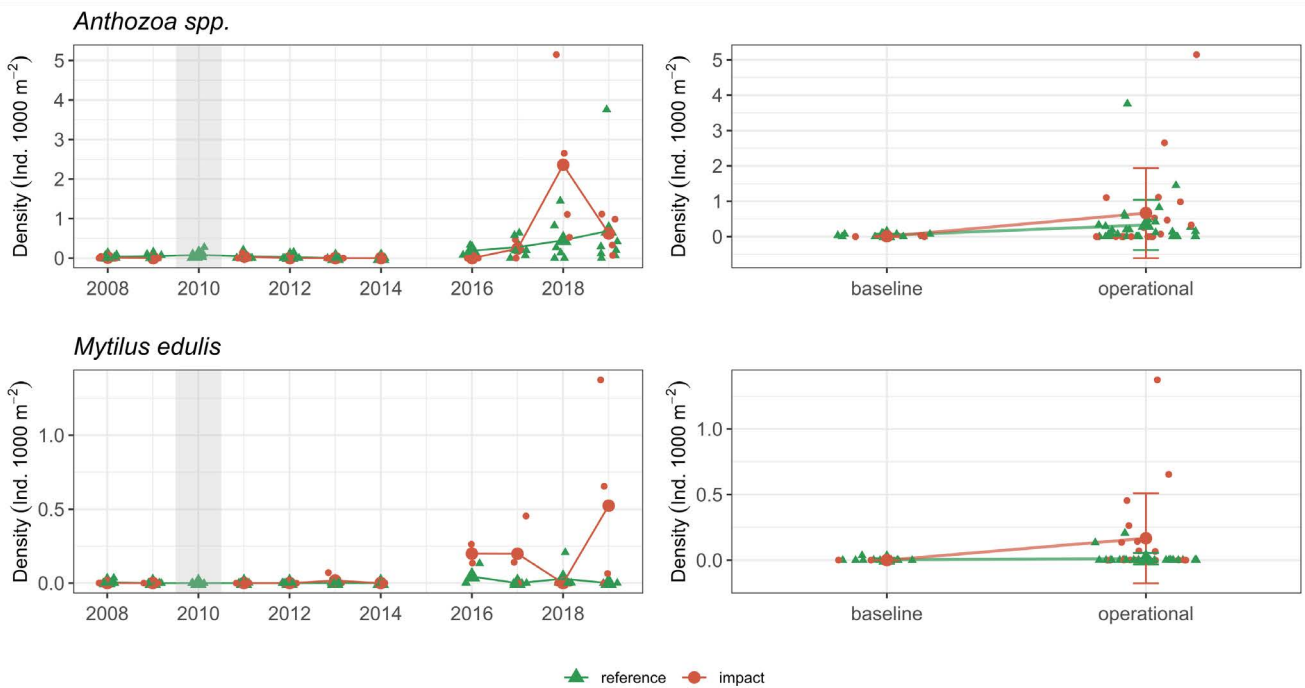 Anthozoa spp.
Density (Ind. 1000 m⁻²)
5
4
3
2
1
0
2008
2010
2012
2014
2016
2018
Density (Ind. 1000 m⁻²)
5
4
3
2
1
0
baseline
operational
Mytilus edulis
Density (Ind. 1000 m⁻²)
1.0
0.5
0.0
2008
2010
2012
2014
2016
2018
Density (Ind. 1000 m⁻²)
1.0
0.5
0.0
baseline
operational
reference impact